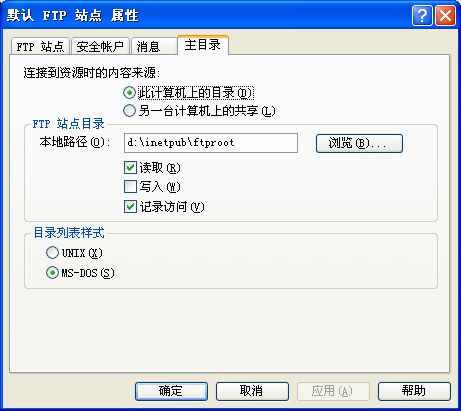 默认 FTP 站点 属性
FTP 站点 安全帐户 消息 主目录
连接到资源时的内容来源:
此计算机上的目录(D)
另一台计算机上的共享(L)
FTP 站点目录
本地路径(O): d:\inetpub\ftproot 浏览(B)...
读取(R)
写入(W)
记录访问(V)
目录列表样式
UNIX(X)
MS-DOS(S)
确定 取消 应用(A) 帮助